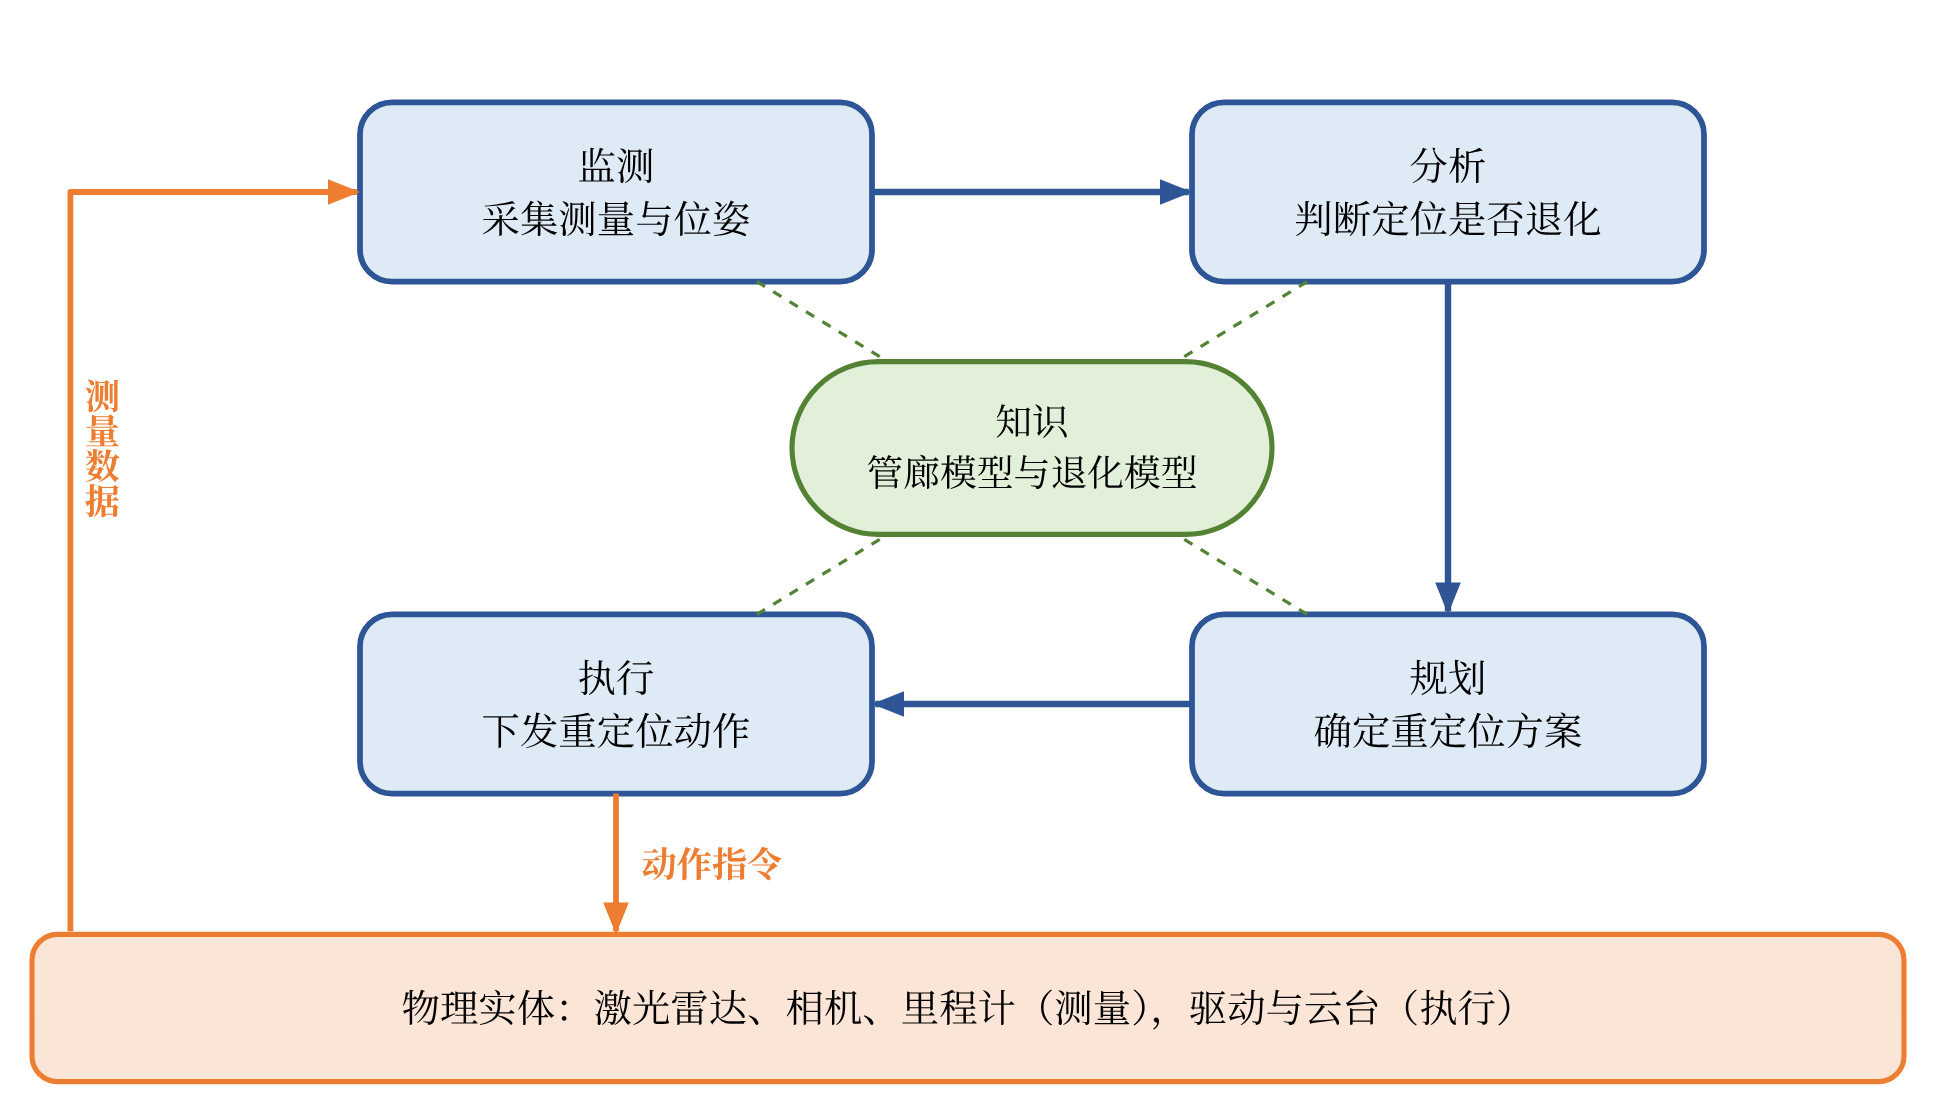 监测
采集测量与位姿
分析
判断定位是否退化
测量数据
知识
管廊模型与退化模型
执行
下发重定位动作
规划
确定重定位方案
动作指令
物理实体：激光雷达、相机、里程计（测量），驱动与云台（执行）